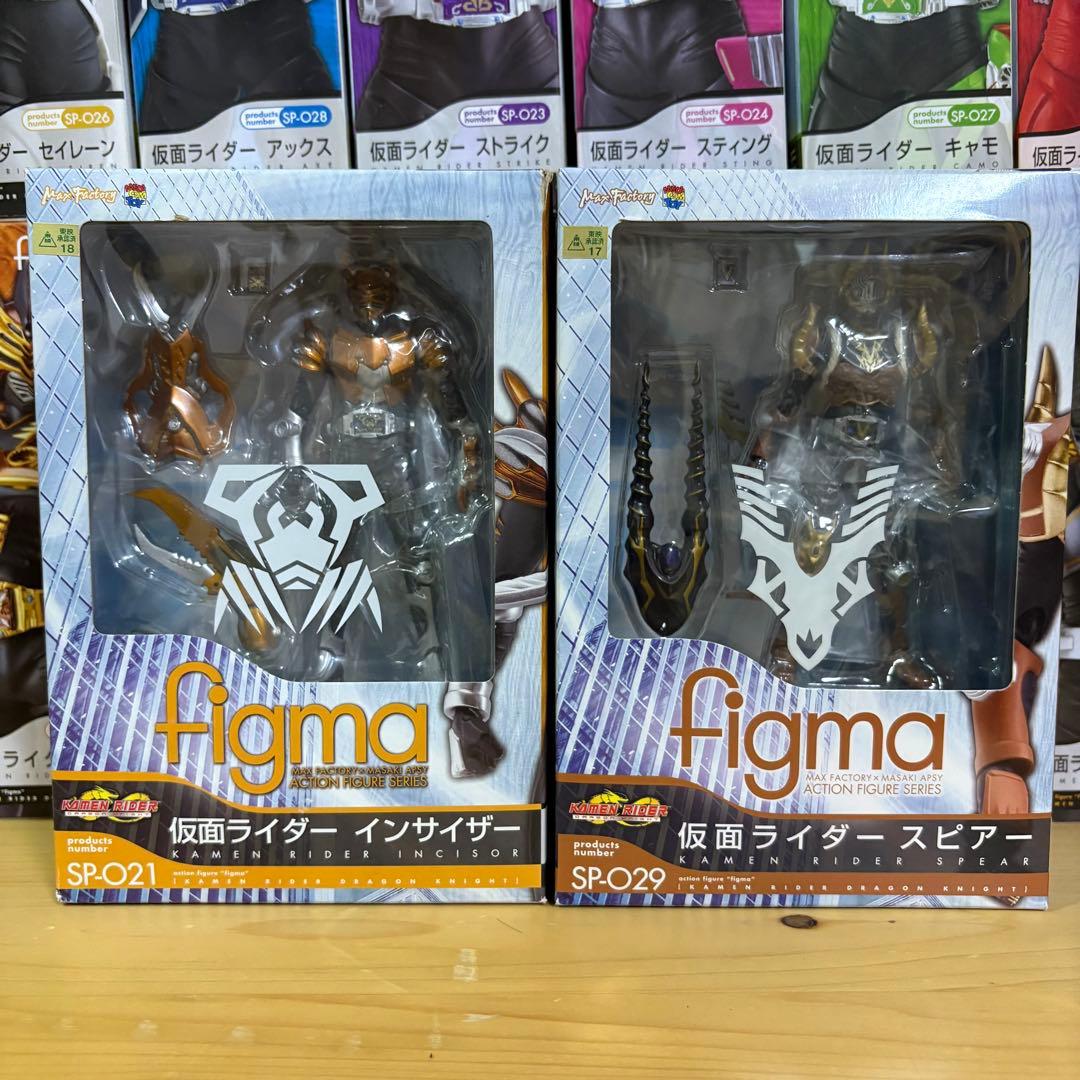 products number SP-026
ダー セイレーン
products number SP-028
仮面ライダー アックス
products number SP-023
仮面ライダー ストライク
KAMEN RIDER STRIKE
products number SP-024
仮面ライダー スティング
KAMEN RIDER STING
products number SP-027
仮面ライダー キャモ
KAMEN RIDER CAMO
仮面ラ
Max Factory
東映
承認済
18
figma
MAX FACTORY×MASAKI APSY
ACTION FIGURE SERIES
KAMEN RIDER
DRAGON KNIGHT
仮面ライダー インサイザー
KAMEN RIDER INCISOR
products
number
SP-021
action figure "figma"
[KAMEN RIDER DRAGON KNIGHT]
Max Factory
東映
承認済
17
figma
MAX FACTORY×MASAKI APSY
ACTION FIGURE SERIES
KAMEN RIDER
DRAGON KNIGHT
仮面ライダー スピアー
KAMEN RIDER SPEAR
products
number
SP-029
action figure "figma"
[KAMEN RIDER DRAGON KNIGHT]